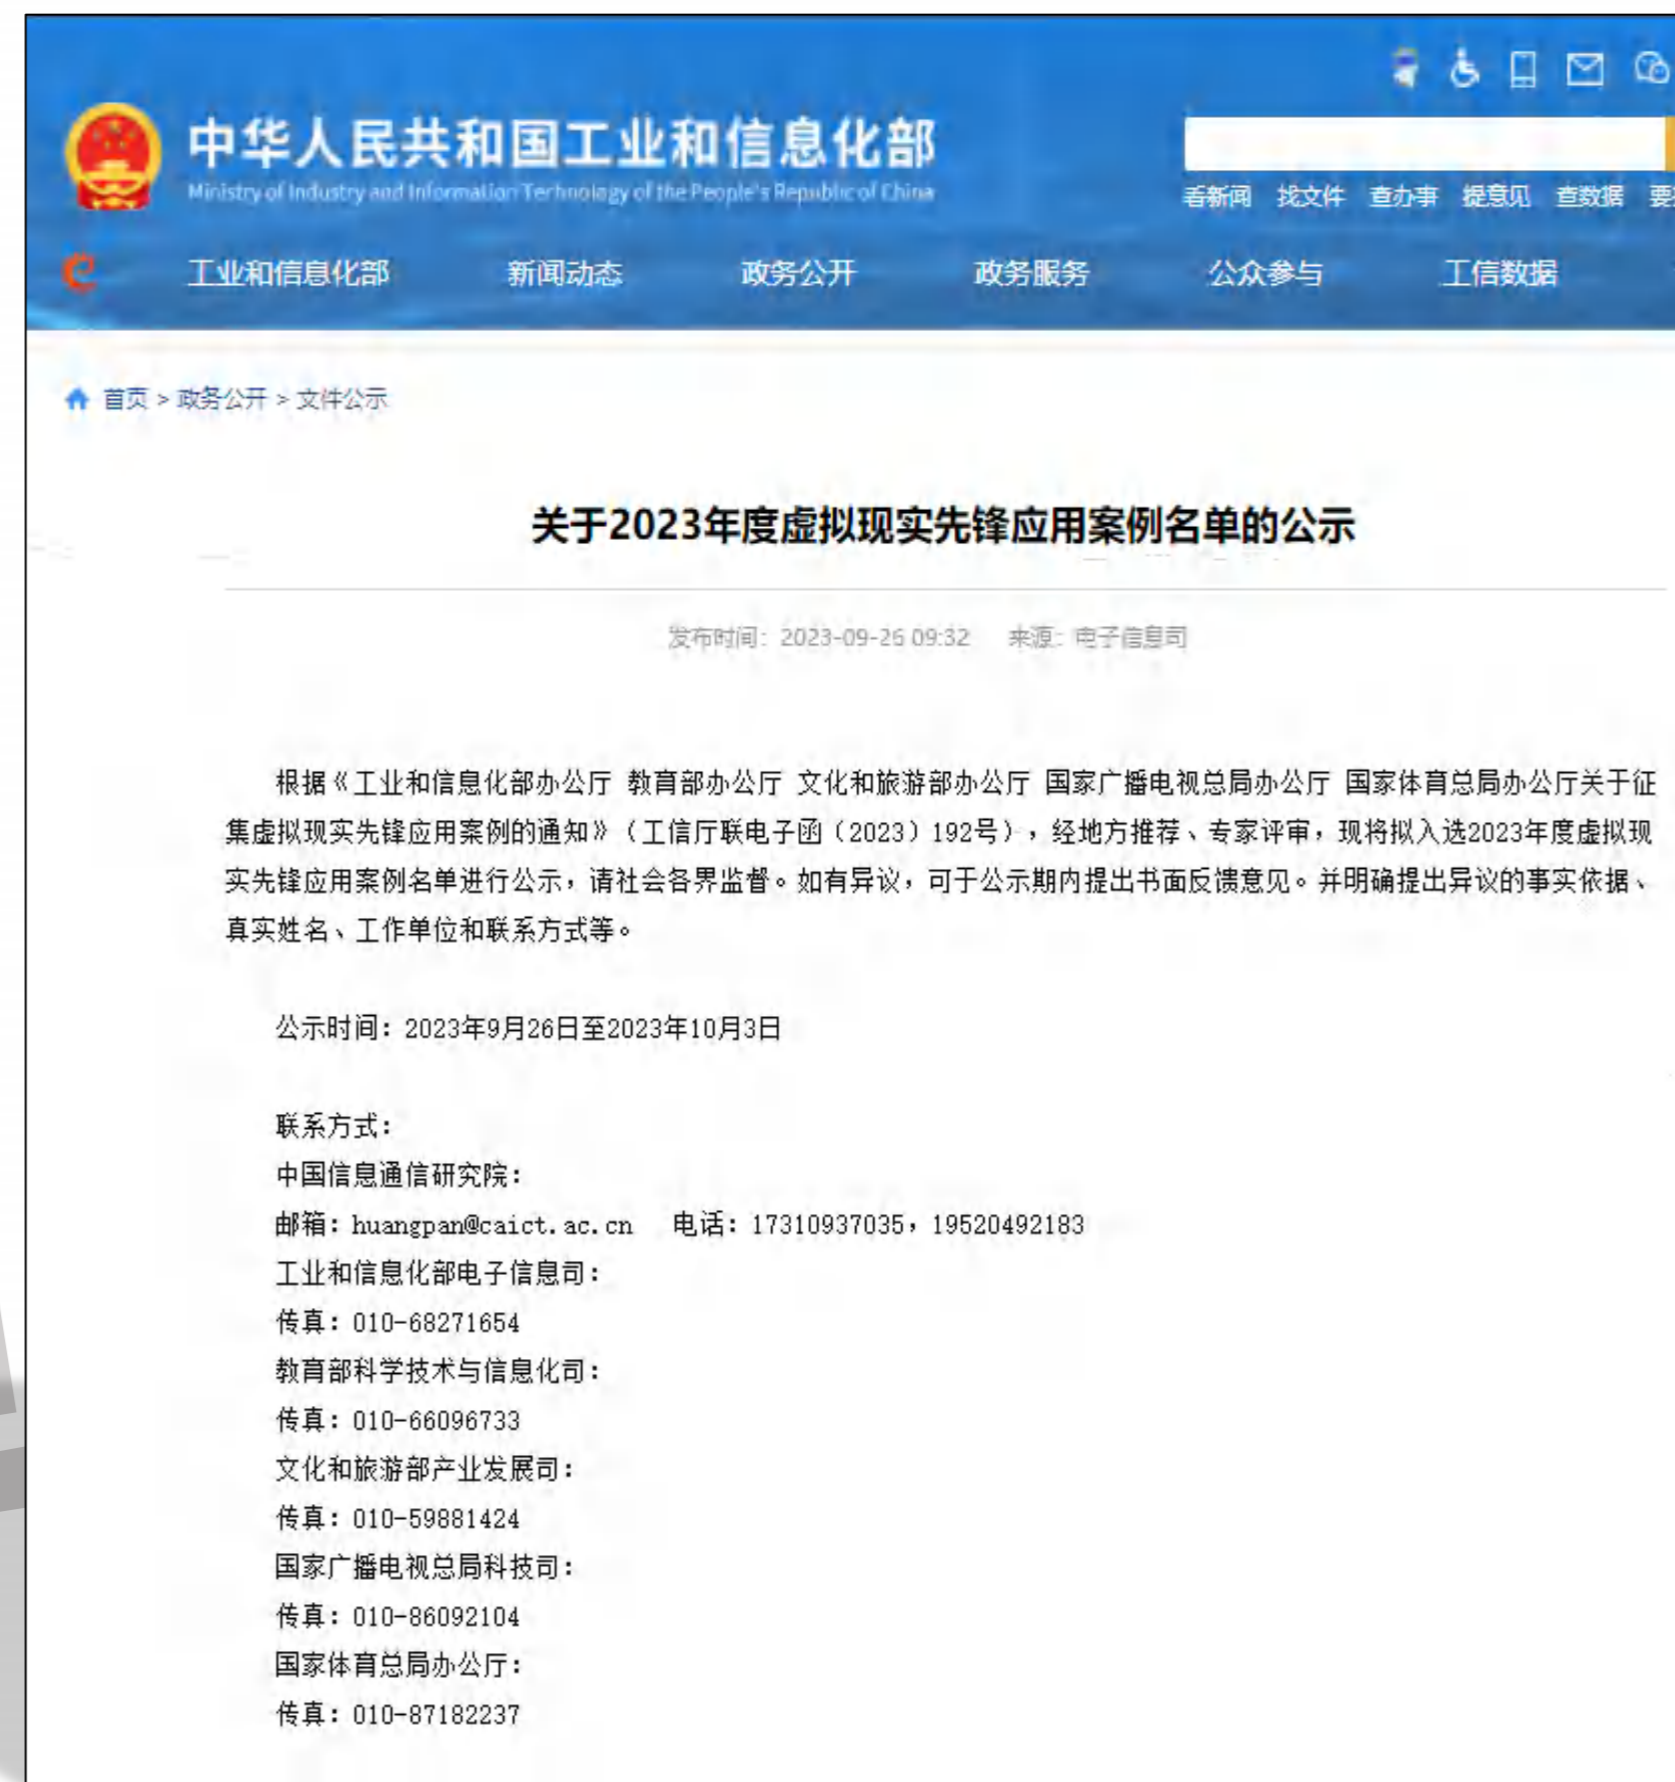 中华人民共和国工业和信息化部
Ministry of Industry and Information Technology of the People's Republic of China
看新闻 找文件 查办事 提意见 查数据
工业和信息化部 新闻动态 政务公开 政务服务 公众参与 工信数据
首页 > 政务公开 > 文件公示
关于2023年度虚拟现实先锋应用案例名单的公示
发布时间：2023-09-26 09:32 来源：电子信息司
根据《工业和信息化部办公厅 教育部办公厅 文化和旅游部办公厅 国家广播电视总局办公厅 国家体育总局办公厅关于征
集虚拟现实先锋应用案例的通知》（工信厅联电子函（2023）192号），经地方推荐、专家评审，现将拟入选2023年度虚拟现
实先锋应用案例名单进行公示，请社会各界监督。如有异议，可于公示期内提出书面反馈意见。并明确提出异议的事实依据、
真实姓名、工作单位和联系方式等。
公示时间：2023年9月26日至2023年10月3日
联系方式：
中国信息通信研究院：
邮箱：huangpan@caict.ac.cn 电话：17310937035，19520492183
工业和信息化部电子信息司：
传真：010-68271654
教育部科学技术与信息化司：
传真：010-66096733
文化和旅游部产业发展司：
传真：010-59881424
国家广播电视总局科技司：
传真：010-86092104
国家体育总局办公厅：
传真：010-87182237